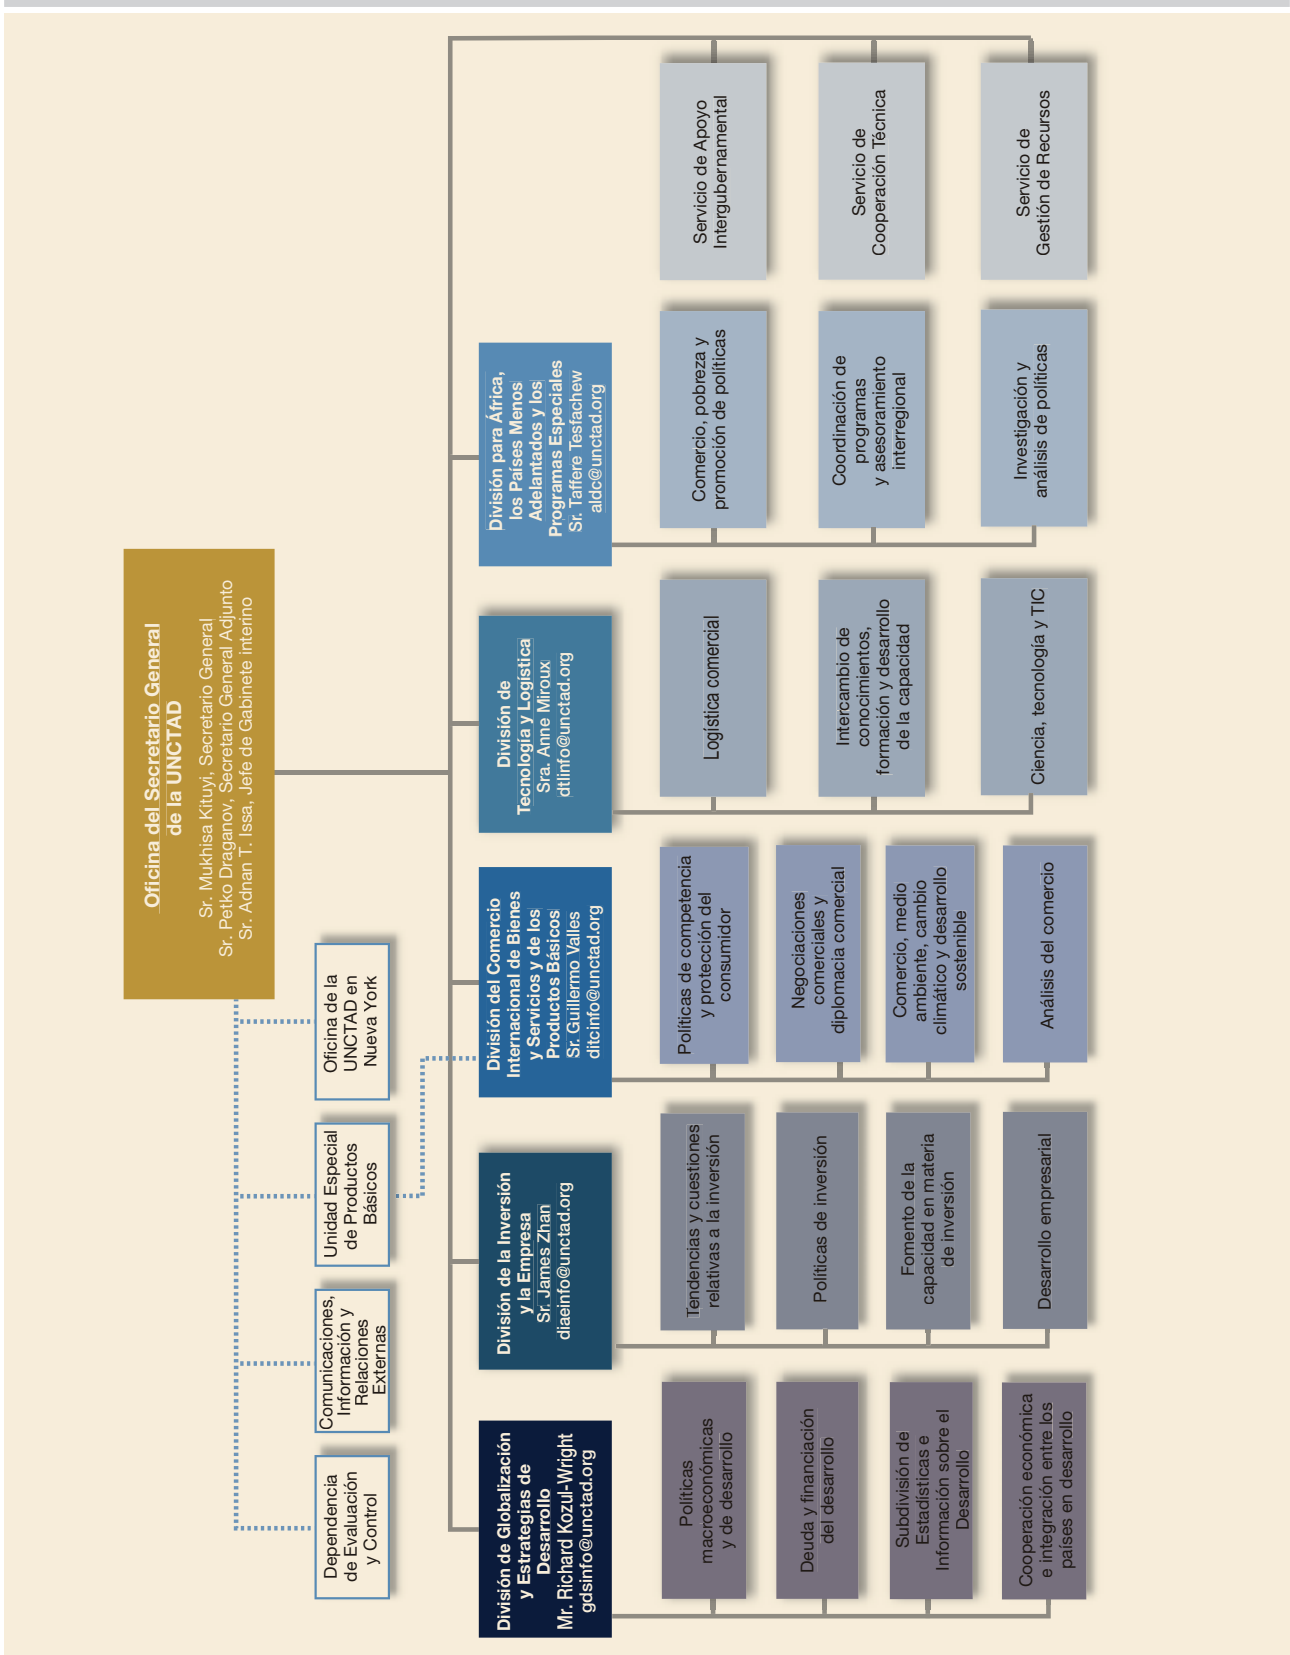 Oficina del Secretario General
de la UNCTAD
Sr. Mukhisa Kituyi, Secretario General
Sr. Petko Draganov, Secretario General Adjunto
Sr. Adnan T. Issa, Jefe de Gabinete interino
Dependencia
de Evaluación
y Control
Comunicaciones,
Información y
Relaciones
Externas
Unidad Especial
de Productos
Básicos
Oficina de la
UNCTAD en
Nueva York
División de Globalización
y Estrategias de
Desarrollo
Mr. Richard Kozul-Wright
gdsinfo@unctad.org
División de la Inversión
y la Empresa
Sr. James Zhan
diaeinfo@unctad.org
División del Comercio
Internacional de Bienes
y Servicios y de los
Productos Básicos
Sr. Guillermo Valles
ditcinfo@unctad.org
División de
Tecnología y Logística
Sra. Anne Miroux
dtlinfo@unctad.org
División para África,
los Países Menos
Adelantados y los
Programas Especiales
Sr. Taffere Tesfachew
aldc@unctad.org
Políticas
macroeconómicas
y de desarrollo
Deuda y financiación
del desarrollo
Subdivisión de
Estadísticas e
Información sobre el
Desarrollo
Cooperación económica
e integración entre los
países en desarrollo
Tendencias y cuestiones
relativas a la inversión
Políticas de inversión
Fomento de la
capacidad en materia
de inversión
Desarrollo empresarial
Políticas de competencia
y protección del
consumidor
Negociaciones
comerciales y
diplomacia comercial
Comercio, medio
ambiente, cambio
climático y desarrollo
sostenible
Análisis del comercio
Logística comercial
Intercambio de
conocimientos,
formación y desarrollo
de la capacidad
Ciencia, tecnología y TIC
Comercio, pobreza y
promoción de políticas
Coordinación de
programas
y asesoramiento
interregional
Investigación y
análisis de políticas
Servicio de Apoyo
Intergubernamental
Servicio de
Cooperación Técnica
Servicio de
Gestión de Recursos